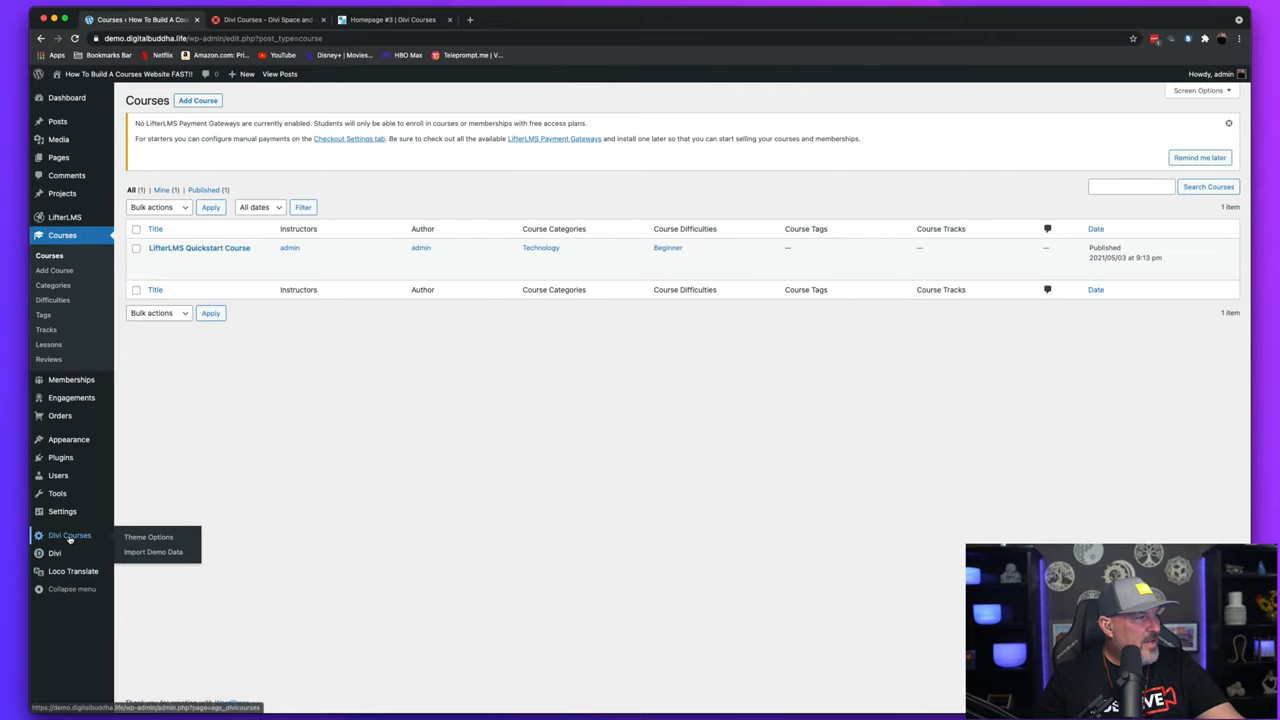 Courses ‹ How To Build A Cou
Divi Courses - Divi Space and
Homepage #3 | Divi Courses
demo.digitalbuddha.life/wp-admin/edit.php?post_type=course
Apps
Bookmarks Bar
Netflix
Amazon.com: Pri...
YouTube
Disney+ | Movies...
HBO Max
Teleprompt.me | V...
How To Build A Courses Website FAST!!
0
New
View Posts
Howdy, admin
Dashboard
Posts
Media
Pages
Comments
Projects
LifterLMS
Courses
Courses
Add Course
Categories
Difficulties
Tags
Tracks
Lessons
Reviews
Memberships
Engagements
Orders
Appearance
Plugins
Users
Tools
Settings
Divi Courses
Divi
Loco Translate
Collapse menu
Theme Options
Import Demo Data
Courses
Add Course
Screen Options
No LifterLMS Payment Gateways are currently enabled. Students will only be able to enroll in courses or memberships with free access plans.
For starters you can configure manual payments on the Checkout Settings tab. Be sure to check out all the available LifterLMS Payment Gateways and install one later so that you can start selling your courses and memberships.
Remind me later
All (1) | Mine (1) | Published (1)
Search Courses
Bulk actions
Apply
All dates
Filter
1 item
Title Instructors Author Course Categories Course Difficulties Course Tags Course Tracks Date
LifterLMS Quickstart Course admin admin Technology Beginner — — — Published
2021/05/03 at 9:13 pm
Title Instructors Author Course Categories Course Difficulties Course Tags Course Tracks Date
Bulk actions
Apply
1 item
https://demo.digitalbuddha.life/wp-admin/admin.php?page=ags_divicourses